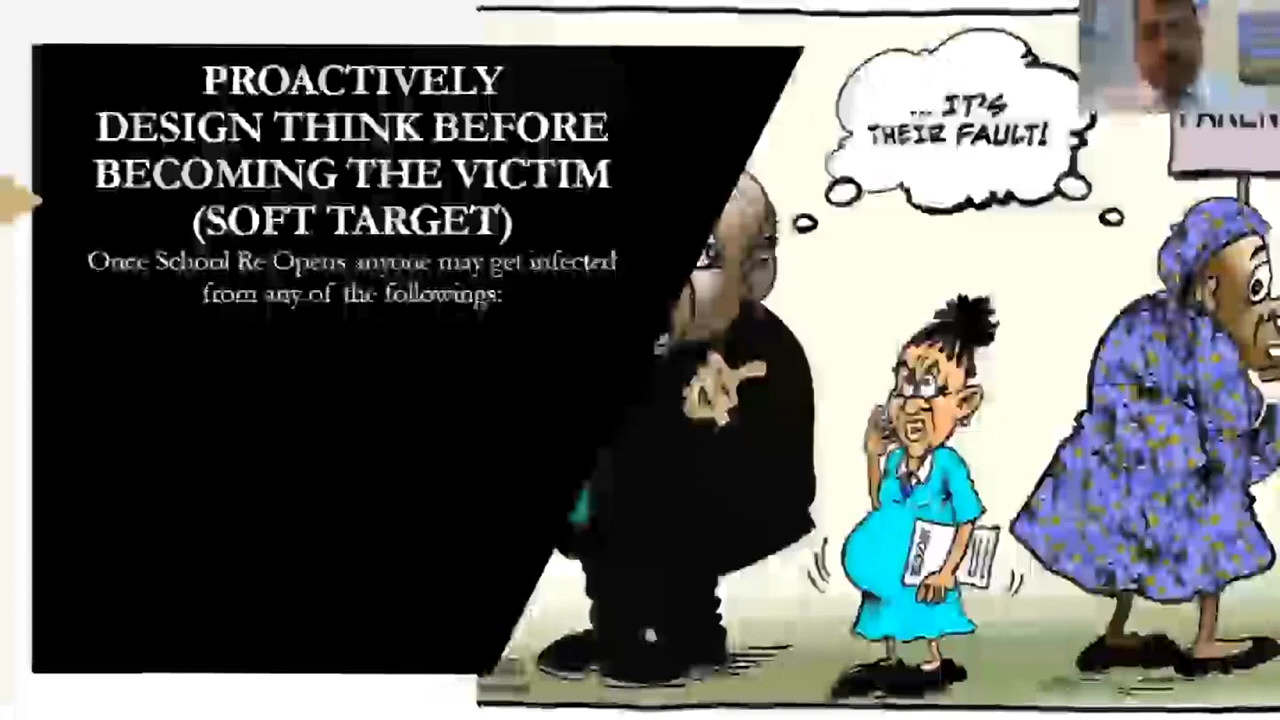 PROACTIVELY
DESIGN THINK BEFORE
BECOMING THE VICTIM
(SOFT TARGET)
Once School Re Opens anyone may get infected
from any of the followings:
... IT'S
THEIR FAULT!